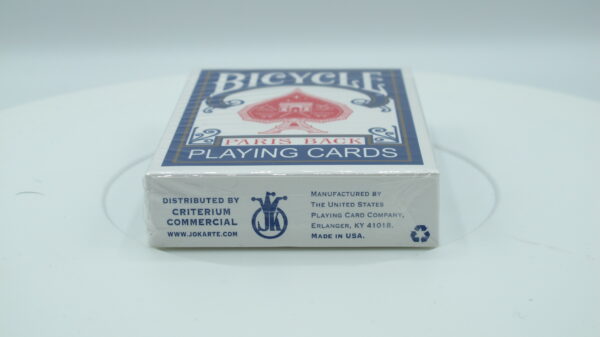 BICYCLE
PARIS BACK
PLAYING CARDS
DISTRIBUTED BY
CRITERIUM
COMMERCIAL
WWW.JOKARTE.COM
JK
MANUFACTURED BY
THE UNITED STATES
PLAYING CARD COMPANY,
ERLANGER, KY 41018.
MADE IN USA.